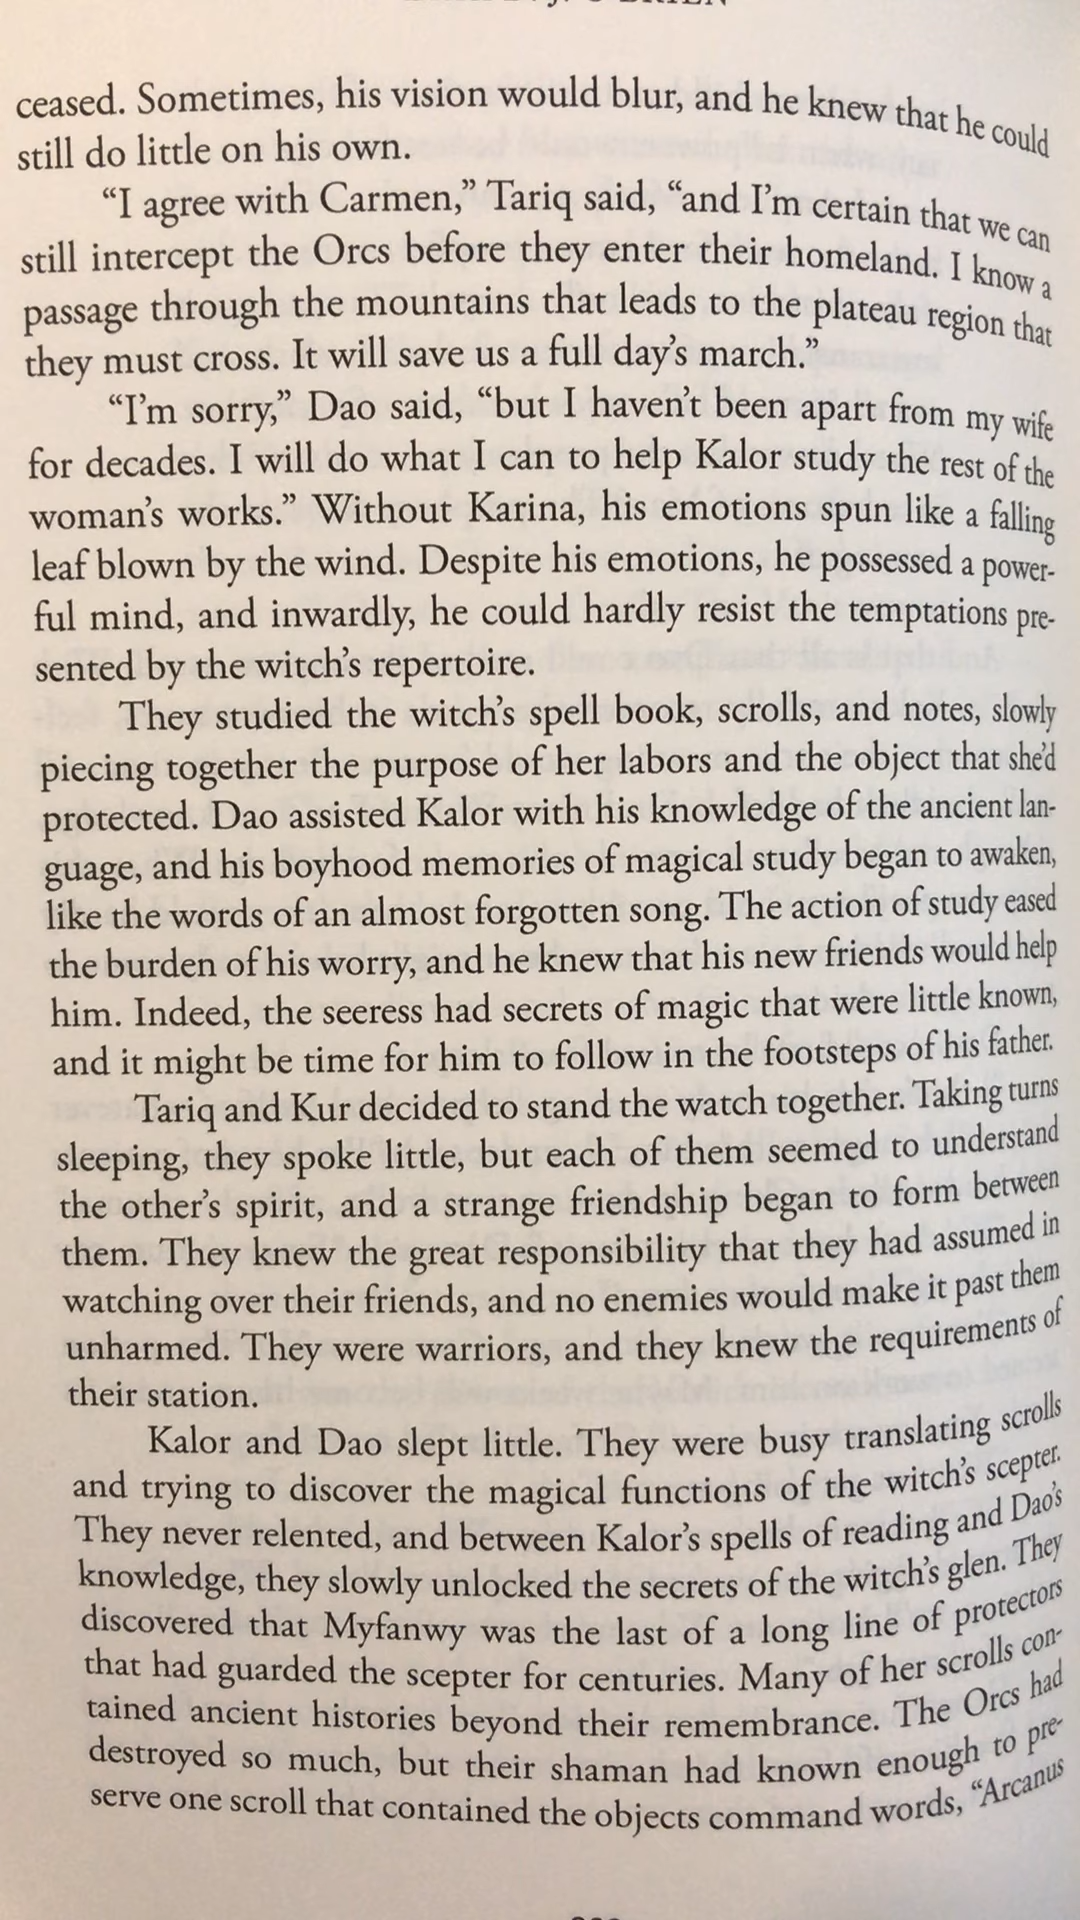 O'BRIEN
ceased. Sometimes, his vision would blur, and he knew that he could
still do little on his own.
“I agree with Carmen,” Tariq said, “and I'm certain that we can
still intercept the Orcs before they enter their homeland. I know a
passage through the mountains that leads to the plateau region that
they must cross. It will save us a full day's march.”
“I'm sorry,” Dao said, “but I haven't been apart from my wife
for decades. I will do what I can to help Kalor study the rest of the
woman's works.” Without Karina, his emotions spun like a falling
leaf blown by the wind. Despite his emotions, he possessed a power-
ful mind, and inwardly, he could hardly resist the temptations pre-
sented by the witch's repertoire.
They studied the witch's spell book, scrolls, and notes, slowly
piecing together the purpose of her labors and the object that she'd
protected. Dao assisted Kalor with his knowledge of the ancient lan-
guage, and his boyhood memories of magical study began to awaken,
like the words of an almost forgotten song. The action of study eased
the burden of his worry, and he knew that his new friends would help
him. Indeed, the seeress had secrets of magic that were little known,
and it might be time for him to follow in the footsteps of his father.
Tariq and Kur decided to stand the watch together. Taking turns
sleeping, they spoke little, but each of them seemed to understand
the other's spirit, and a strange friendship began to form between
them. They knew the great responsibility that they had assumed in
watching over their friends, and no enemies would make it past them
unharmed. They were warriors, and they knew the requirements of
their station.
Kalor and Dao slept little. They were busy translating scrolls
and trying to discover the magical functions of the witch's scepter.
They never relented, and between Kalor's spells of reading and Dao's
knowledge, they slowly unlocked the secrets of the witch's glen. They
discovered that Myfanwy was the last of a long line of protectors
that had guarded the scepter for centuries. Many of her scrolls con-
tained ancient histories beyond their remembrance. The Orcs had
destroyed so much, but their shaman had known enough to pre-
serve one scroll that contained the objects command words, “Arcanus